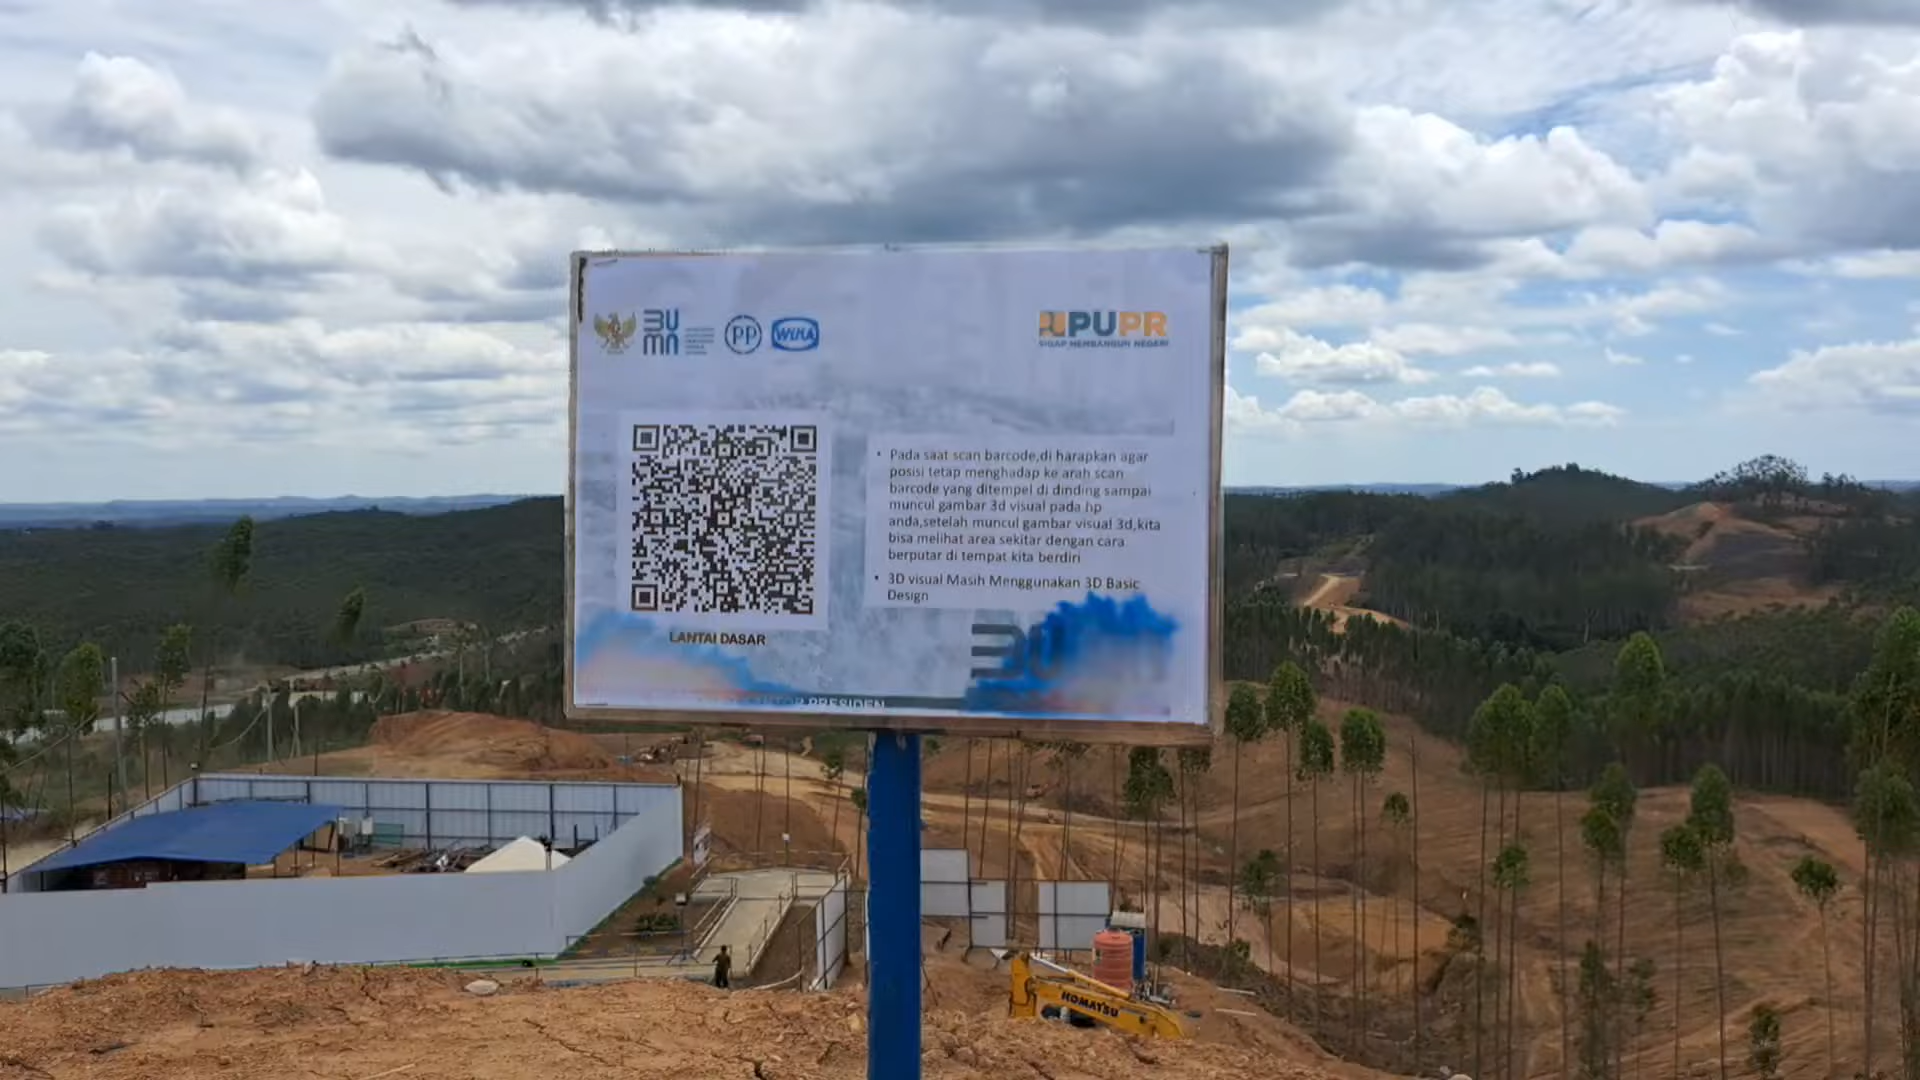 BUMN
PP
WIKA
PUPR
SIGAP MEMBANGUN NEGERI
• Pada saat scan barcode,di harapkan agar
posisi tetap menghadap ke arah scan
barcode yang ditempel di dinding sampai
muncul gambar 3d visual pada hp
anda,setelah muncul gambar visual 3d,kita
bisa melihat area sekitar dengan cara
berputar di tempat kita berdiri
• 3D visual Masih Menggunakan 3D Basic
Design
LANTAI DASAR
BU
KANTOR PRESIDEN
KOMATSU